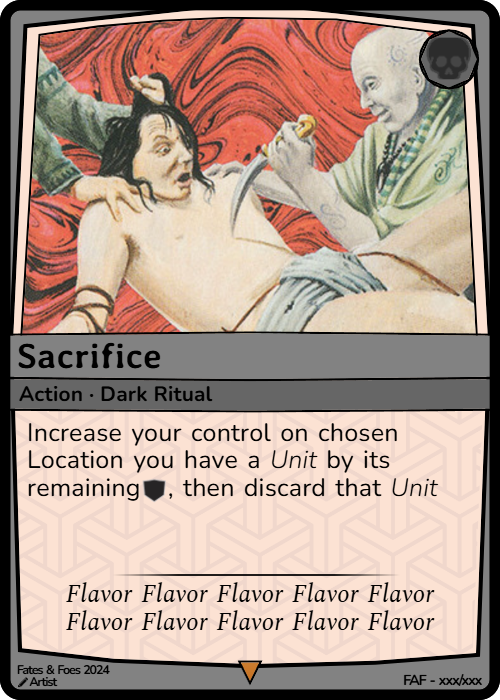 Sacrifice
Action · Dark Ritual
Increase your control on chosen
Location you have a Unit by its
remaining , then discard that Unit
Flavor Flavor Flavor Flavor Flavor
Flavor Flavor Flavor Flavor Flavor
Fates & Foes 2024
Artist
FAF - xxx/xxx